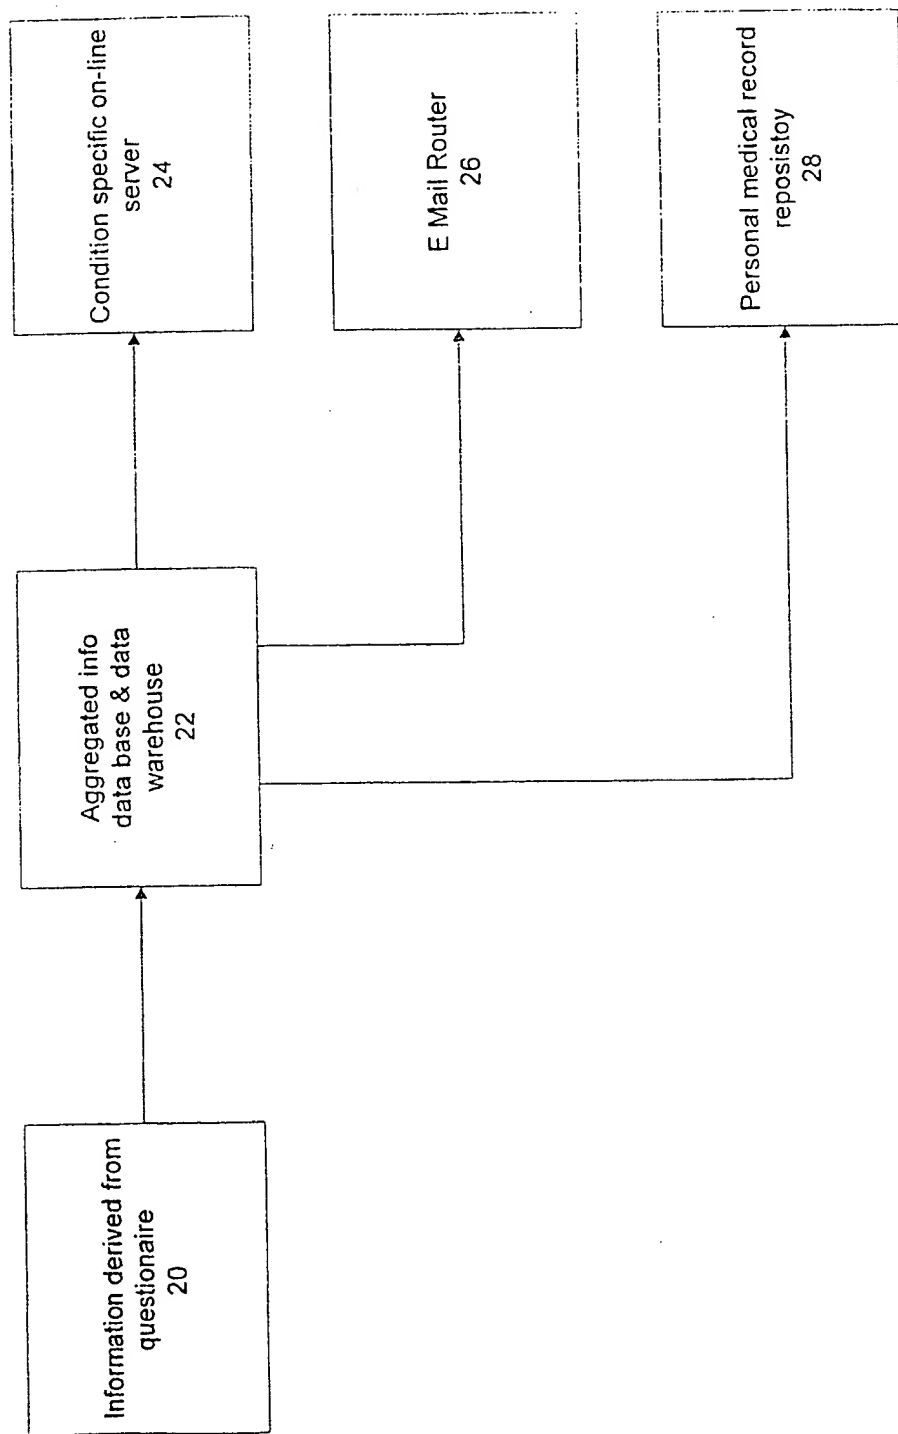 Information derived from
questionaire
20
Aggregated info
data base & data
warehouse
22
Condition specific on-line
server
24
E Mail Router
26
Personal medical record
reposistoy
28